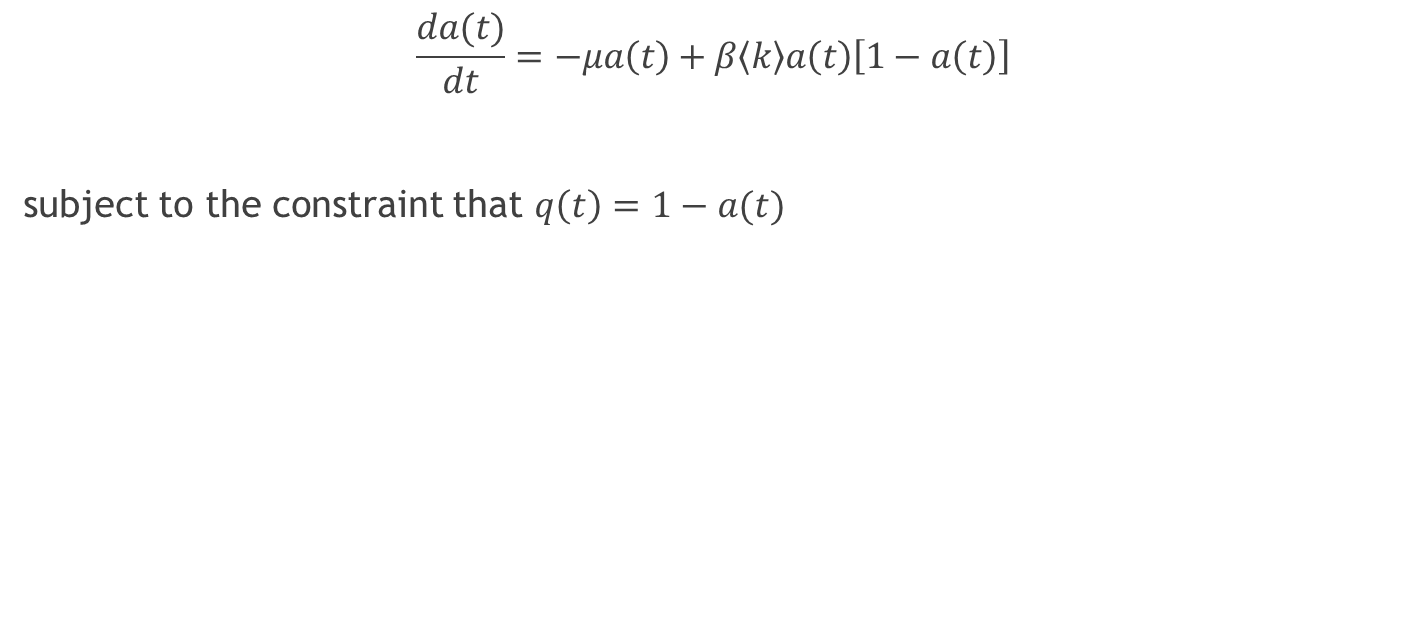 da(t)/dt = −μa(t) + β⟨k⟩a(t)[1 − a(t)]
subject to the constraint that q(t) = 1 − a(t)